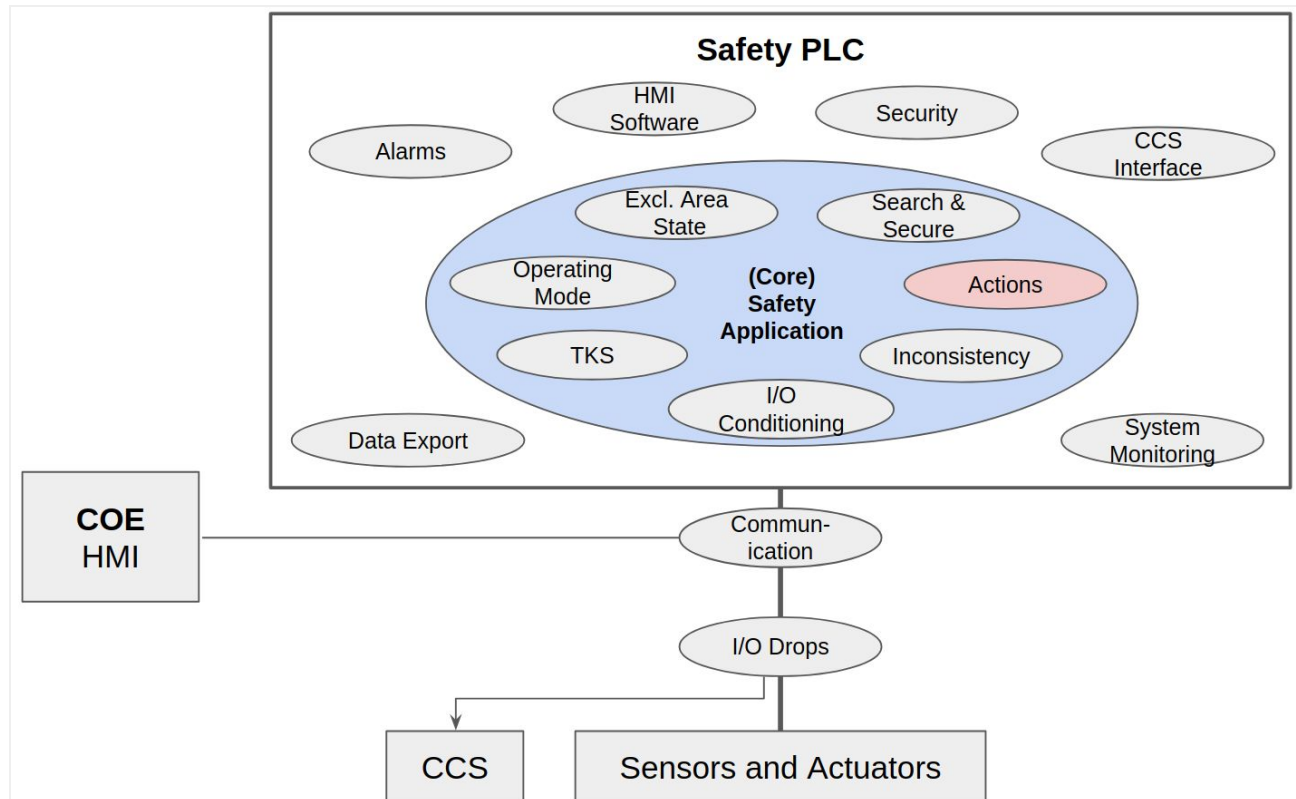 Safety PLC
HMI
Software
Security
Alarms
CCS
Interface
Excl. Area
State
Search &
Secure
Operating
Mode
(Core)
Safety
Application
Actions
TKS
Inconsistency
I/O
Conditioning
Data Export
System
Monitoring
COE
HMI
Commun-
ication
I/O Drops
CCS
Sensors and Actuators